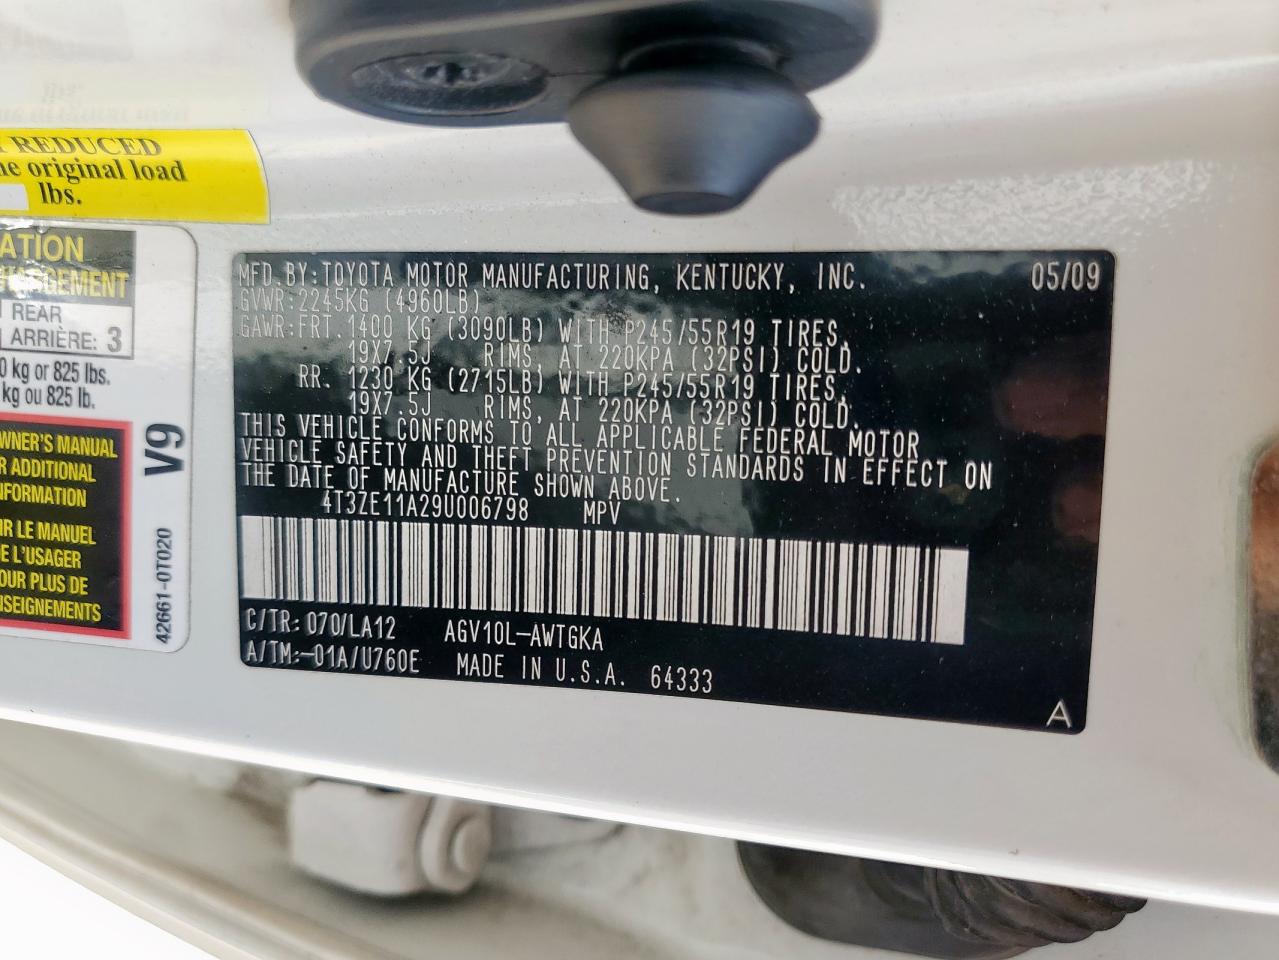 REDUCED
original load
lbs.
ATION
REAR
ARRIÈRE: 3
0 kg or 825 lbs.
kg ou 825 lb.
OWNER'S MANUAL
ADDITIONAL
NFORMATION
IR LE MANUEL
L'USAGER
OUR PLUS DE
NSEIGNEMENTS
V9
42661-0T020
MFD.BY:TOYOTA MOTOR MANUFACTURING, KENTUCKY, INC. 05/09
GVWR:2245KG (4960LB)
GAWR:FRT.1400 KG (3090LB) WITH P245/55R19 TIRES,
19X7.5J RIMS, AT 220KPA (32PSI) COLD.
RR. 1230 KG (2715LB) WITH P245/55R19 TIRES,
19X7.5J RIMS, AT 220KPA (32PSI) COLD.
THIS VEHICLE CONFORMS TO ALL APPLICABLE FEDERAL MOTOR
VEHICLE SAFETY AND THEFT PREVENTION STANDARDS IN EFFECT ON
THE DATE OF MANUFACTURE SHOWN ABOVE.
4T3ZE11A29U006798 MPV
C/TR: 070/LA12 AGV10L-AWTGKA
A/TM:-01A/U760E MADE IN U.S.A. 64333
A